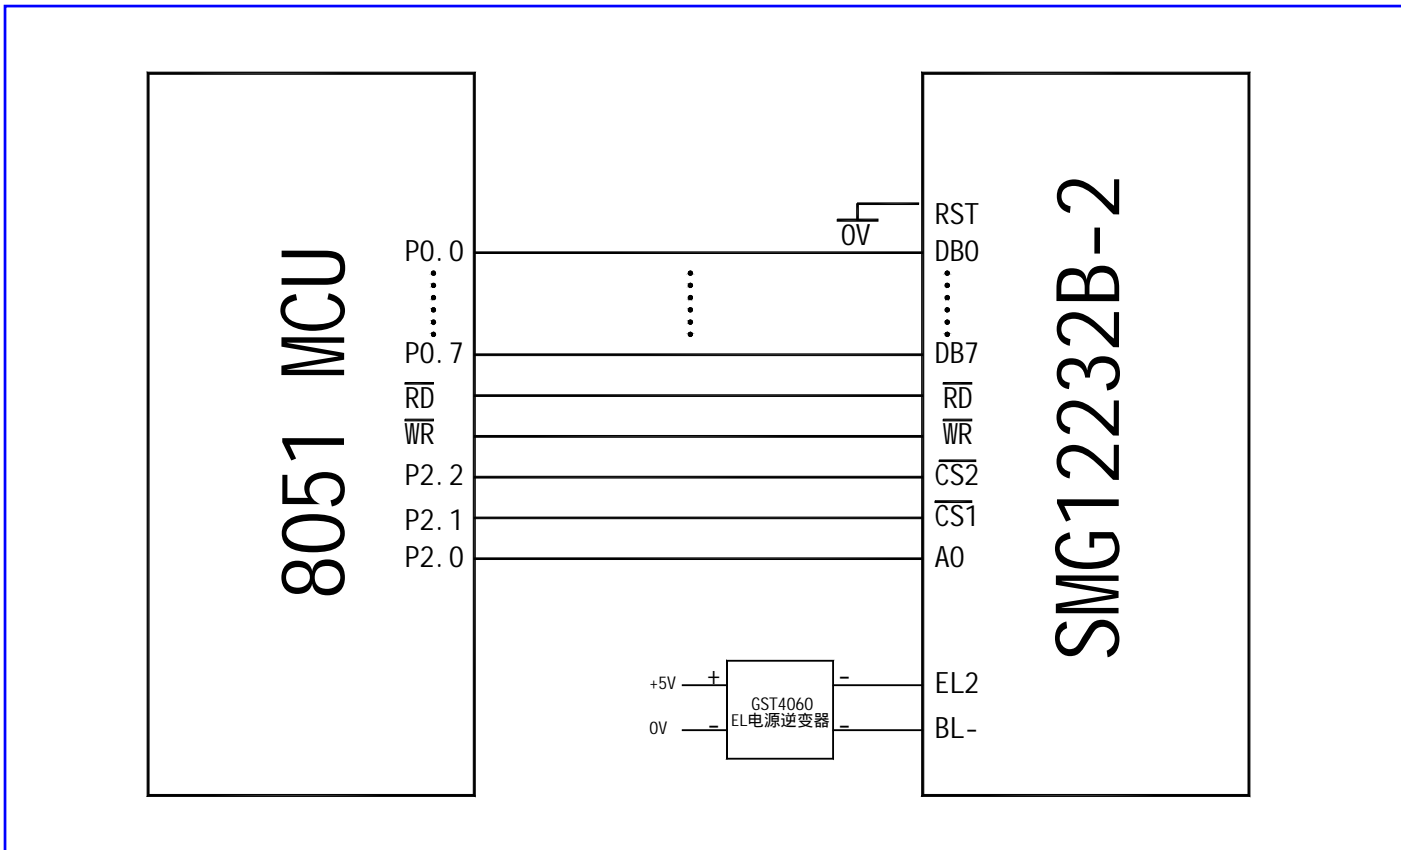 8051 MCU
P0.0
P0.7
RD
WR
P2.2
P2.1
P2.0
0V
SMG12232B-2
RST
DB0
DB7
RD
WR
CS2
CS1
A0
EL2
BL-
+5V
0V
+
-
GST4060
EL电源逆变器
-
-